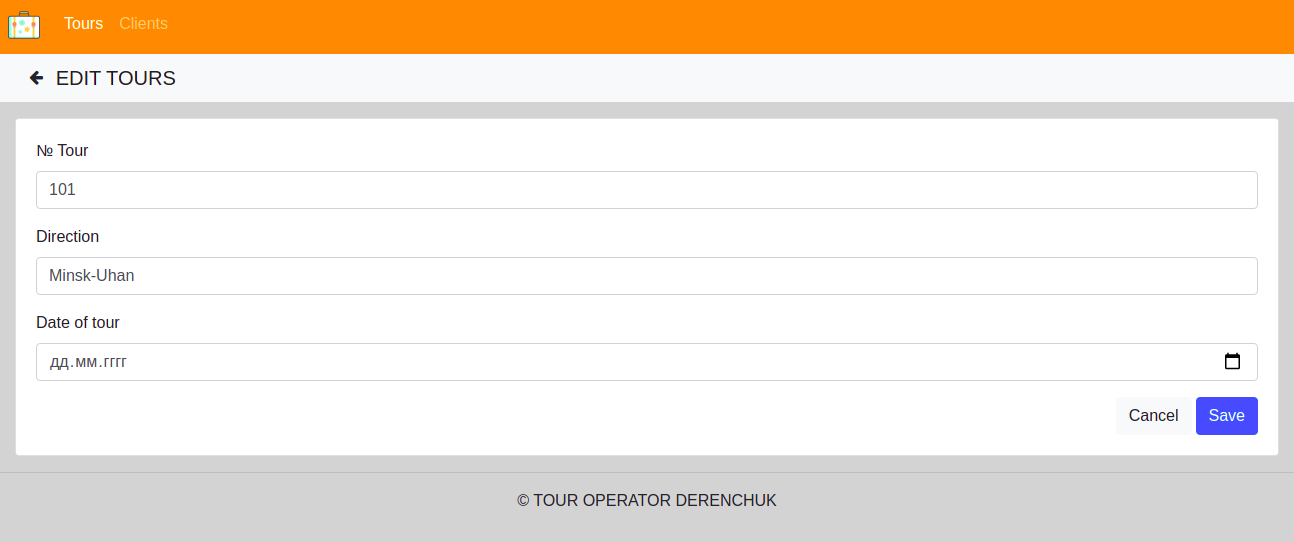 Tours Clients
EDIT TOURS
№ Tour
101
Direction
Minsk-Uhan
Date of tour
дд.мм.гггг
Cancel Save
© TOUR OPERATOR DERENCHUK